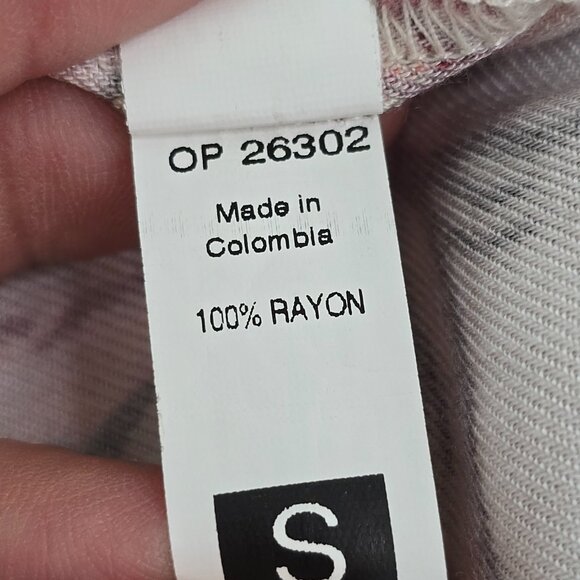 OP 26302
Made in
Colombia
100% RAYON
S